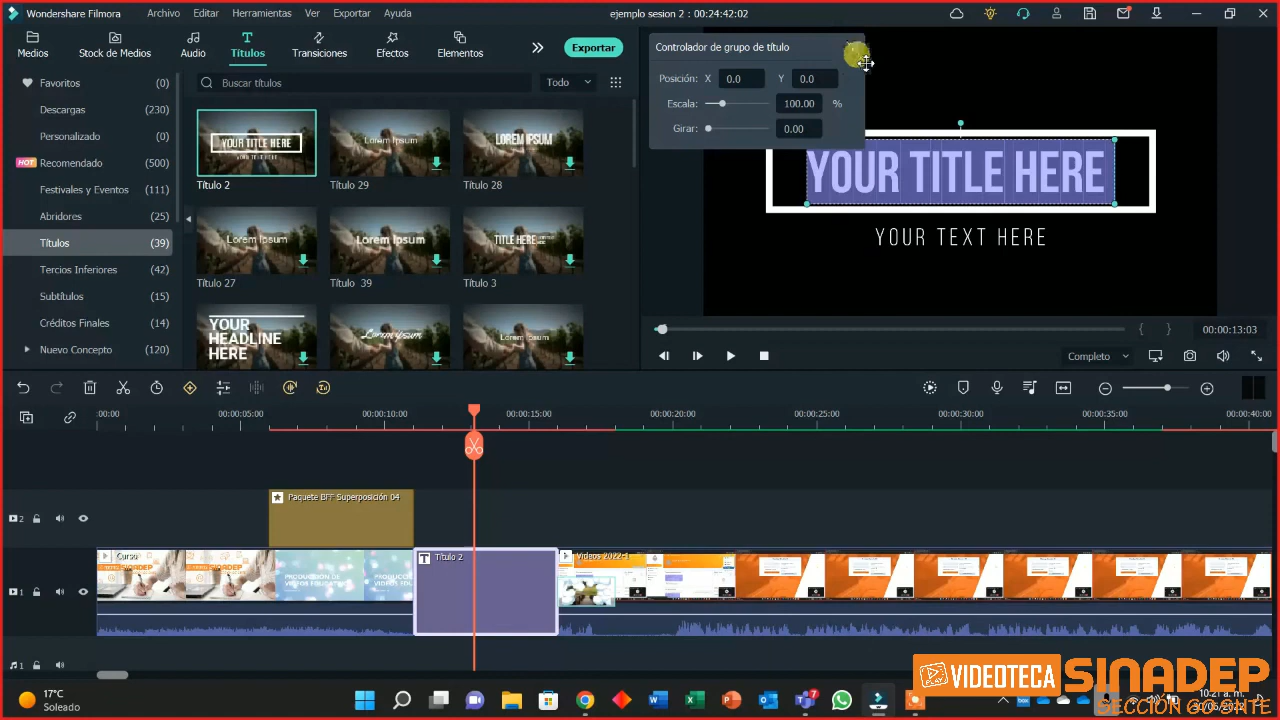 Wondershare Filmora
Archivo
Editar
Herramientas
Ver
Exportar
Ayuda
ejemplo sesion 2 : 00:24:42:02
Medios
Stock de Medios
Audio
Títulos
Transiciones
Efectos
Elementos
Exportar
Favoritos (0)
Descargas (230)
Personalizado (0)
HOT Recomendado (500)
Festivales y Eventos (111)
Abridores (25)
Títulos (39)
Tercios Inferiores (42)
Subtítulos (15)
Créditos Finales (14)
Nuevo Concepto (120)
Buscar títulos
Todo
YOUR TITLE HERE
Título 2
Lorem Ipsum
Título 29
LOREM IPSUM
Título 28
Lorem Ipsum
Título 27
Lorem Ipsum
Título 39
TITLE HERE
Título 3
YOUR HEADLINE HERE
Lorem Ipsum
Lorem Ipsum
Controlador de grupo de título
Posición: X 0.0 Y 0.0
Escala: 100.00 %
Girar: 0.00
YOUR TITLE HERE
YOUR TEXT HERE
00:00:13:03
Completo
:00:00
00:00:05:00
00:00:10:00
00:00:15:00
00:00:20:00
00:00:25:00
00:00:30:00
00:00:35:00
00:00:40:00
Paquete BFF Superposición 04
2
Curso
SINADEP
SINADEP
PRODUCCIÓN DE
Título 2
Videos 2022-1
1
1
VIDEOTECA SINADEP
17°C
Soleado
7
10:21 a. m.